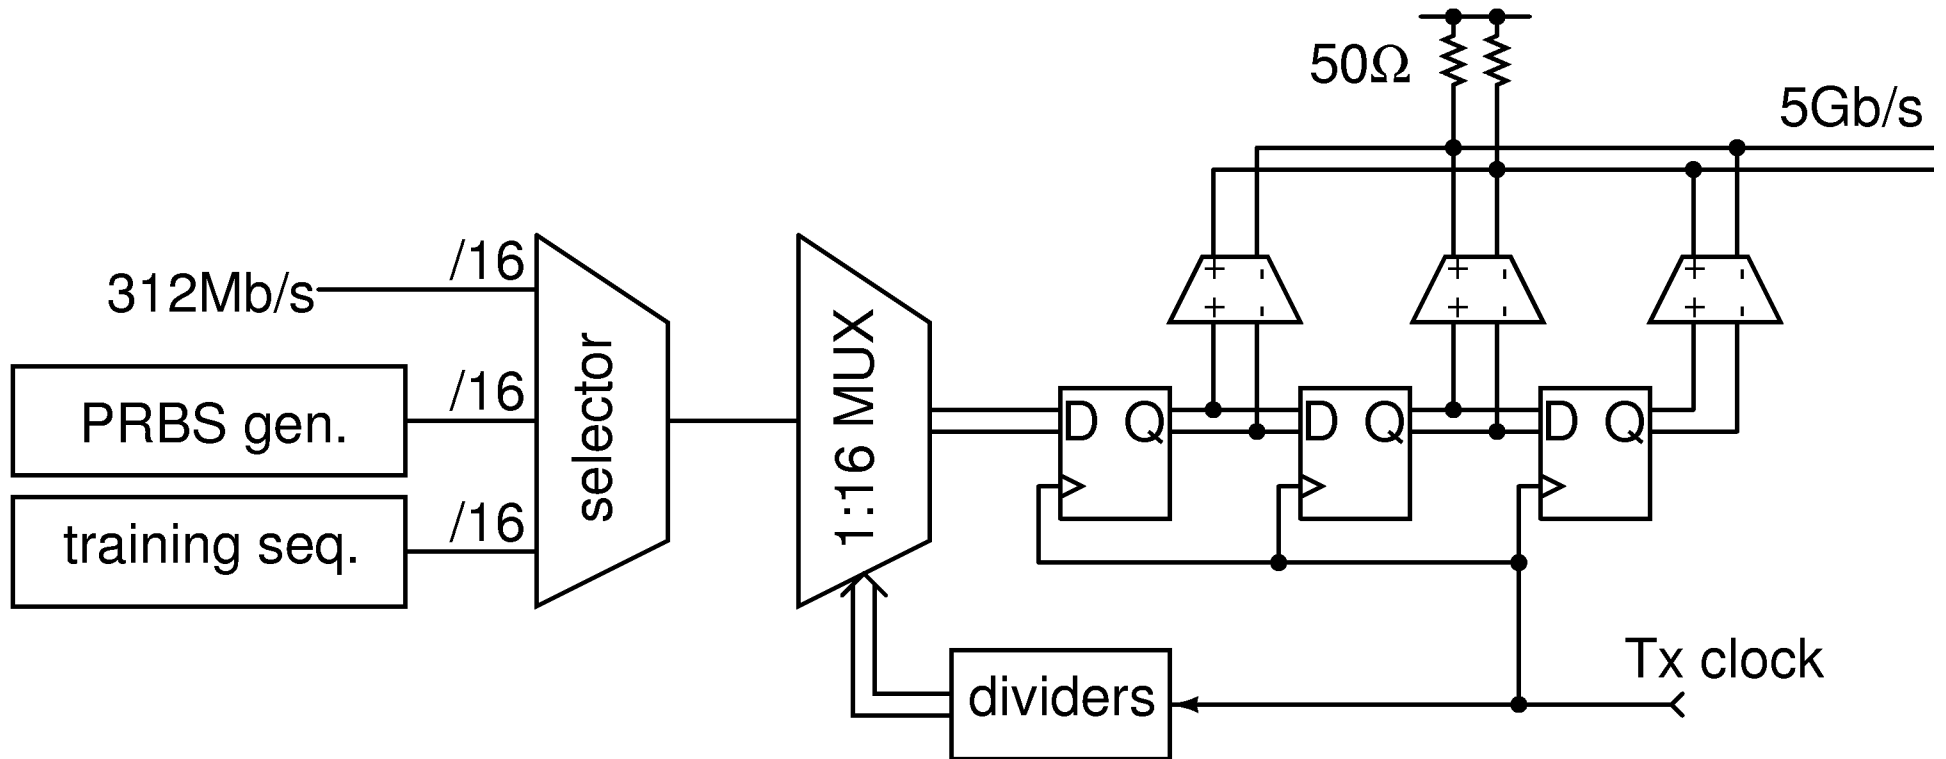 50Ω
5Gb/s
/16
312Mb/s
selector
1:16 MUX
+ - + - + -
+ - + - + -
/16
PRBS gen.
D Q D Q D Q
/16
training seq.
Tx clock
dividers